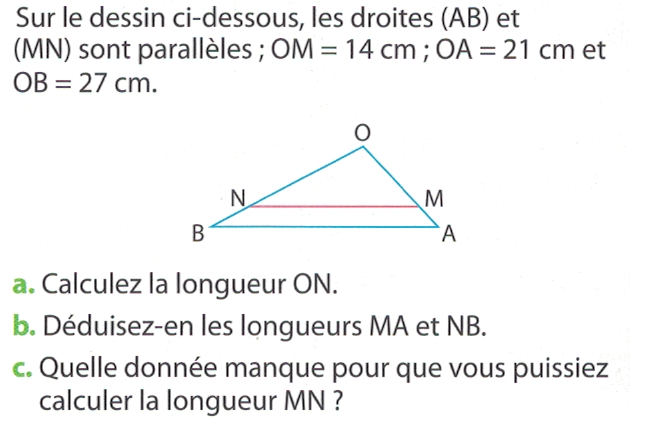 Sur le dessin ci-dessous, les droites (AB) et
(MN) sont parallèles ; OM = 14 cm ; OA = 21 cm et
OB = 27 cm.
O
N
M
B
A
a. Calculez la longueur ON.
b. Déduisez-en les longueurs MA et NB.
c. Quelle donnée manque pour que vous puissiez
calculer la longueur MN ?